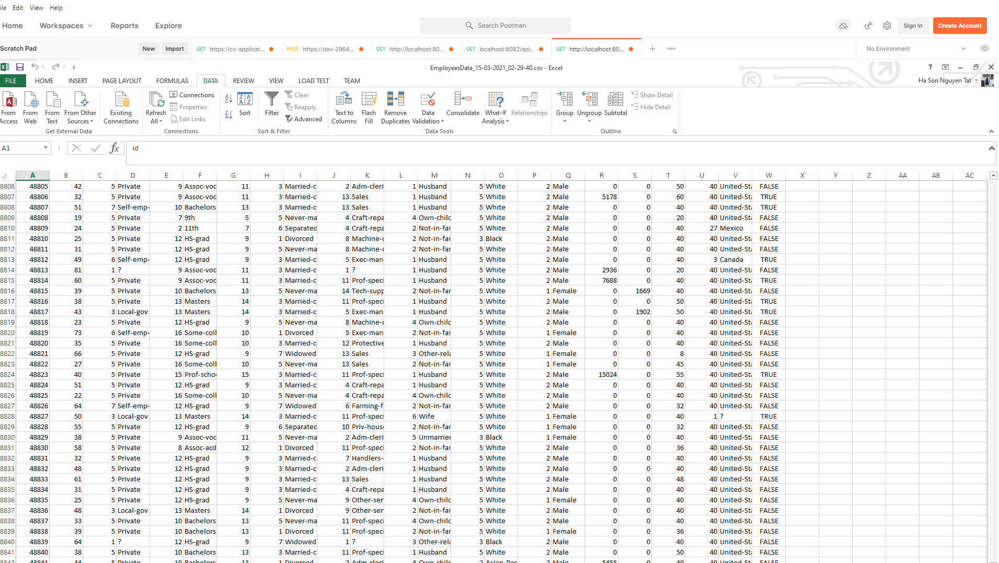 ile Edit View Help
Home Workspaces Reports Explore Search Postman Sign In Create Account
Scratch Pad New Import GET https://cv-applicat... POST https://dev-2964... GET http://localhost:80... GET localhost:8082/api... GET http://localhost:80... No Environment
EmployeesData_15-03-2021_02-29-40.csv - Excel
FILE HOME INSERT PAGE LAYOUT FORMULAS DATA REVIEW VIEW LOAD TEST TEAM Ha Son Nguyen Tat
From Access From Web From Text From Other Sources Existing Connections Refresh All Connections Properties Edit Links Sort Filter Clear Reapply Advanced Text to Columns Flash Fill Remove Duplicates Data Validation Consolidate What-If Analysis Relationships Group Ungroup Subtotal Show Detail Hide Detail
Get External Data Connections Sort & Filter Data Tools Outline
A1 fx id
A B C D E F G H I J K L M N O P Q R S T U V W X Y Z AA AB AC
8806 48805 42 5 Private 9 Assoc-voc 11 3 Married-c 2 Adm-cleri 1 Husband 5 White 2 Male 0 0 50 40 United-Sta FALSE
8807 48806 32 5 Private 9 Assoc-voc 11 3 Married-c 13 Sales 1 Husband 5 White 2 Male 5178 0 60 40 United-Sta TRUE
8808 48807 51 7 Self-emp- 10 Bachelors 13 3 Married-c 13 Sales 1 Husband 5 White 2 Male 0 0 40 40 United-Sta TRUE
8809 48808 19 5 Private 7 9th 5 5 Never-ma 4 Craft-repa 4 Own-child 5 White 2 Male 0 0 20 40 United-Sta FALSE
8810 48809 24 5 Private 2 11th 7 6 Separated 4 Craft-repa 2 Not-in-fam 5 White 2 Male 0 0 40 27 Mexico FALSE
8811 48810 25 5 Private 12 HS-grad 9 1 Divorced 8 Machine-o 2 Not-in-fam 3 Black 2 Male 0 0 40 40 United-Sta FALSE
8812 48811 31 5 Private 12 HS-grad 9 5 Never-ma 8 Machine-o 2 Not-in-fam 5 White 2 Male 0 0 40 40 United-Sta FALSE
8813 48812 49 6 Self-emp- 12 HS-grad 9 3 Married-c 5 Exec-man 1 Husband 5 White 2 Male 0 0 40 3 Canada TRUE
8814 48813 81 1 ? 9 Assoc-voc 11 3 Married-c 1 ? 1 Husband 5 White 2 Male 2936 0 20 40 United-Sta FALSE
8815 48814 60 5 Private 9 Assoc-voc 11 3 Married-c 11 Prof-speci 1 Husband 5 White 2 Male 7688 0 40 40 United-Sta TRUE
8816 48815 39 5 Private 10 Bachelors 13 5 Never-ma 14 Tech-supp 2 Not-in-fam 5 White 1 Female 0 1669 40 40 United-Sta FALSE
8817 48816 38 5 Private 13 Masters 14 3 Married-c 11 Prof-speci 1 Husband 5 White 2 Male 0 0 50 40 United-Sta TRUE
8818 48817 43 3 Local-gov 13 Masters 14 3 Married-c 5 Exec-man 1 Husband 5 White 2 Male 0 1902 50 40 United-Sta TRUE
8819 48818 23 5 Private 12 HS-grad 9 5 Never-ma 8 Machine-o 4 Own-child 5 White 2 Male 0 0 40 40 United-Sta FALSE
8820 48819 73 6 Self-emp- 16 Some-coll 10 1 Divorced 5 Exec-man 2 Not-in-fam 5 White 1 Female 0 0 40 40 United-Sta FALSE
8821 48820 35 5 Private 16 Some-coll 10 3 Married-c 12 Protective 1 Husband 5 White 2 Male 0 0 40 40 United-Sta FALSE
8822 48821 66 5 Private 12 HS-grad 9 7 Widowed 13 Sales 3 Other-rela 5 White 1 Female 0 0 8 40 United-Sta FALSE
8823 48822 27 5 Private 16 Some-coll 10 5 Never-ma 13 Sales 2 Not-in-fam 5 White 1 Female 0 0 45 40 United-Sta FALSE
8824 48823 40 5 Private 15 Prof-schoo 15 3 Married-c 11 Prof-speci 1 Husband 5 White 2 Male 15024 0 55 40 United-Sta TRUE
8825 48824 51 5 Private 12 HS-grad 9 3 Married-c 4 Craft-repa 1 Husband 5 White 2 Male 0 0 40 40 United-Sta FALSE
8826 48825 22 5 Private 16 Some-coll 10 5 Never-ma 4 Craft-repa 4 Own-child 5 White 2 Male 0 0 40 40 United-Sta FALSE
8827 48826 64 7 Self-emp- 12 HS-grad 9 7 Widowed 6 Farming-f 2 Not-in-fam 5 White 2 Male 0 0 32 40 United-Sta FALSE
8828 48827 50 3 Local-gov 13 Masters 14 3 Married-c 11 Prof-speci 6 Wife 5 White 1 Female 0 0 40 1 ? TRUE
8829 48828 55 5 Private 12 HS-grad 9 6 Separated 10 Priv-hous 2 Not-in-fam 5 White 1 Female 0 0 32 40 United-Sta FALSE
8830 48829 38 5 Private 9 Assoc-voc 11 5 Never-ma 2 Adm-cleri 5 Unmarried 3 Black 1 Female 0 0 40 40 United-Sta FALSE
8831 48830 58 5 Private 8 Assoc-acd 12 1 Divorced 11 Prof-speci 2 Not-in-fam 5 White 2 Male 0 0 36 40 United-Sta FALSE
8832 48831 32 5 Private 12 HS-grad 9 3 Married-c 7 Handlers- 1 Husband 5 White 2 Male 0 0 40 40 United-Sta FALSE
8833 48832 48 5 Private 12 HS-grad 9 3 Married-c 2 Adm-cleri 1 Husband 5 White 2 Male 0 0 40 40 United-Sta FALSE
8834 48833 61 5 Private 12 HS-grad 9 3 Married-c 13 Sales 1 Husband 5 White 2 Male 0 0 48 40 United-Sta FALSE
8835 48834 31 5 Private 12 HS-grad 9 3 Married-c 4 Craft-repa 1 Husband 5 White 2 Male 0 0 40 40 United-Sta FALSE
8836 48835 25 5 Private 12 HS-grad 9 5 Never-ma 9 Other-ser 4 Own-child 5 White 1 Female 0 0 40 40 United-Sta FALSE
8837 48836 48 3 Local-gov 13 Masters 14 1 Divorced 9 Other-ser 2 Not-in-fam 5 White 2 Male 0 0 40 40 United-Sta FALSE
8838 48837 33 5 Private 10 Bachelors 13 5 Never-ma 11 Prof-speci 4 Own-child 5 White 2 Male 0 0 40 40 United-Sta FALSE
8839 48838 39 5 Private 10 Bachelors 13 1 Divorced 11 Prof-speci 2 Not-in-fam 5 White 1 Female 0 0 36 40 United-Sta FALSE
8840 48839 64 1 ? 12 HS-grad 9 7 Widowed 1 ? 3 Other-rela 3 Black 2 Male 0 0 40 40 United-Sta FALSE
8841 48840 38 5 Private 10 Bachelors 13 3 Married-c 11 Prof-speci 1 Husband 5 White 2 Male 0 0 50 40 United-Sta FALSE
8842 48841 44 5 Private 10 Bachelors 13 1 Divorced 2 Adm-cleri 4 Own-child 2 Asian-Pac 2 Male 5455 0 40 40 United-Sta FALSE